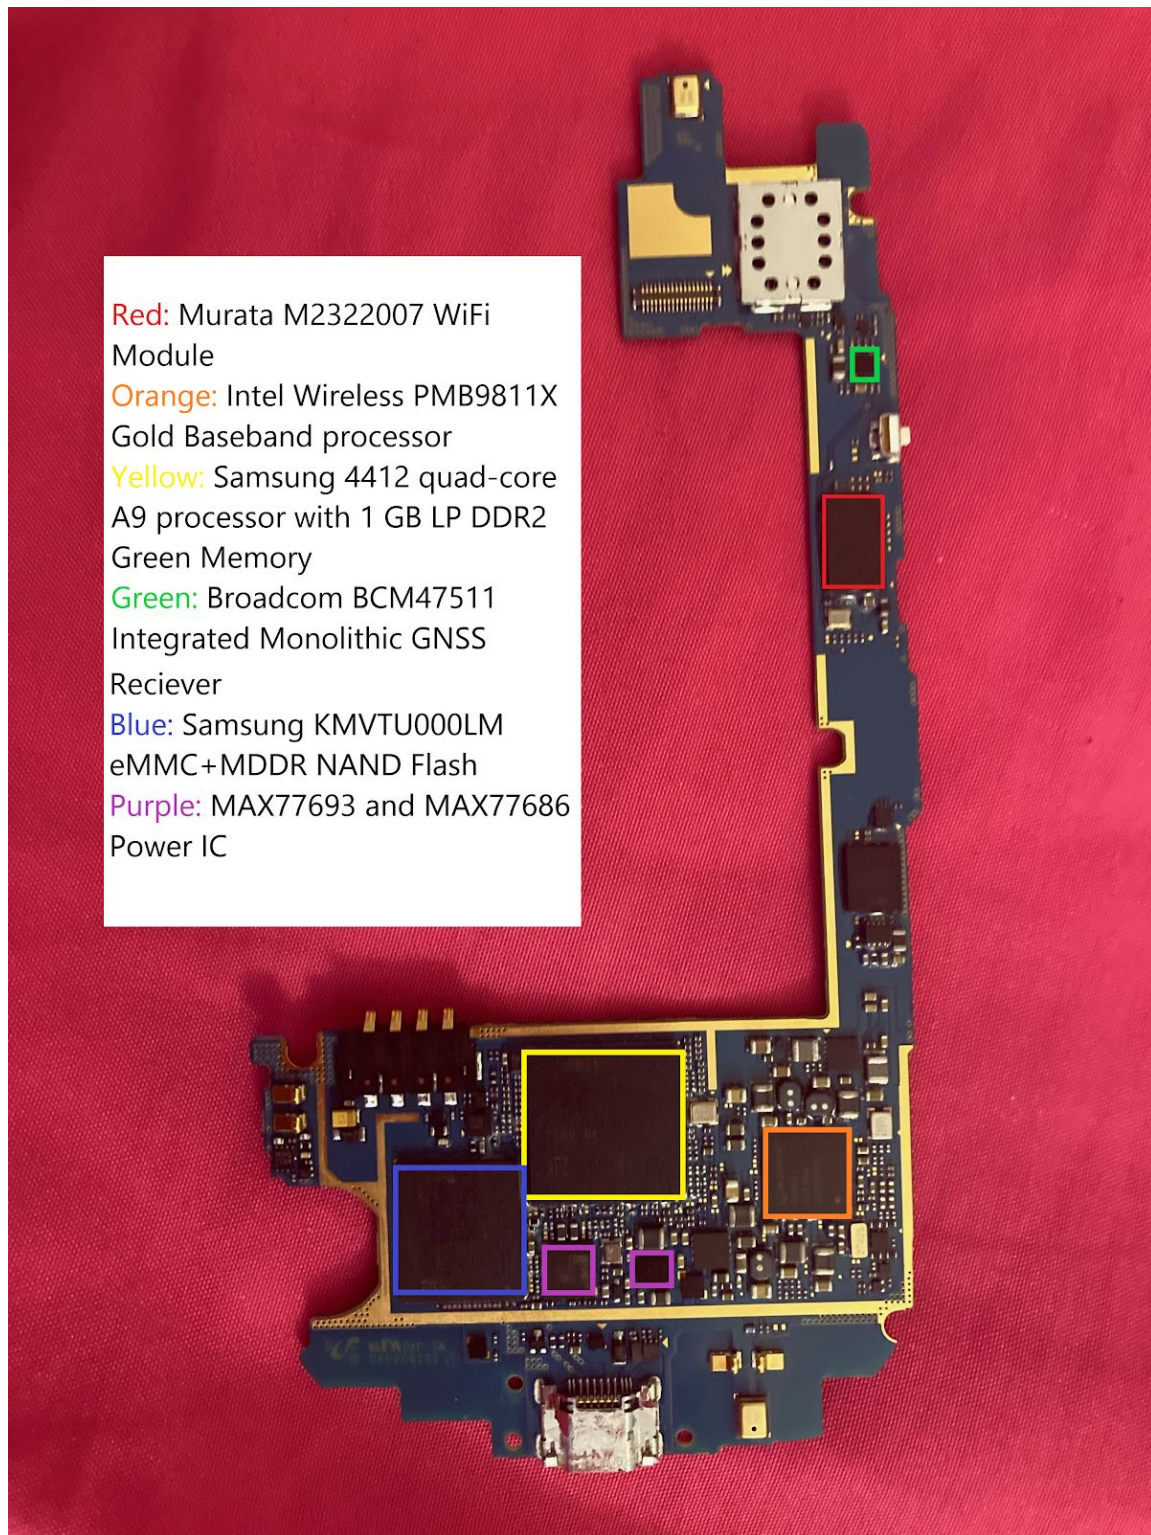 Red: Murata M2322007 WiFi
Module
Orange: Intel Wireless PMB9811X
Gold Baseband processor
Yellow: Samsung 4412 quad-core
A9 processor with 1 GB LP DDR2
Green Memory
Green: Broadcom BCM47511
Integrated Monolithic GNSS
Reciever
Blue: Samsung KMVTU000LM
eMMC+MDDR NAND Flash
Purple: MAX77693 and MAX77686
Power IC